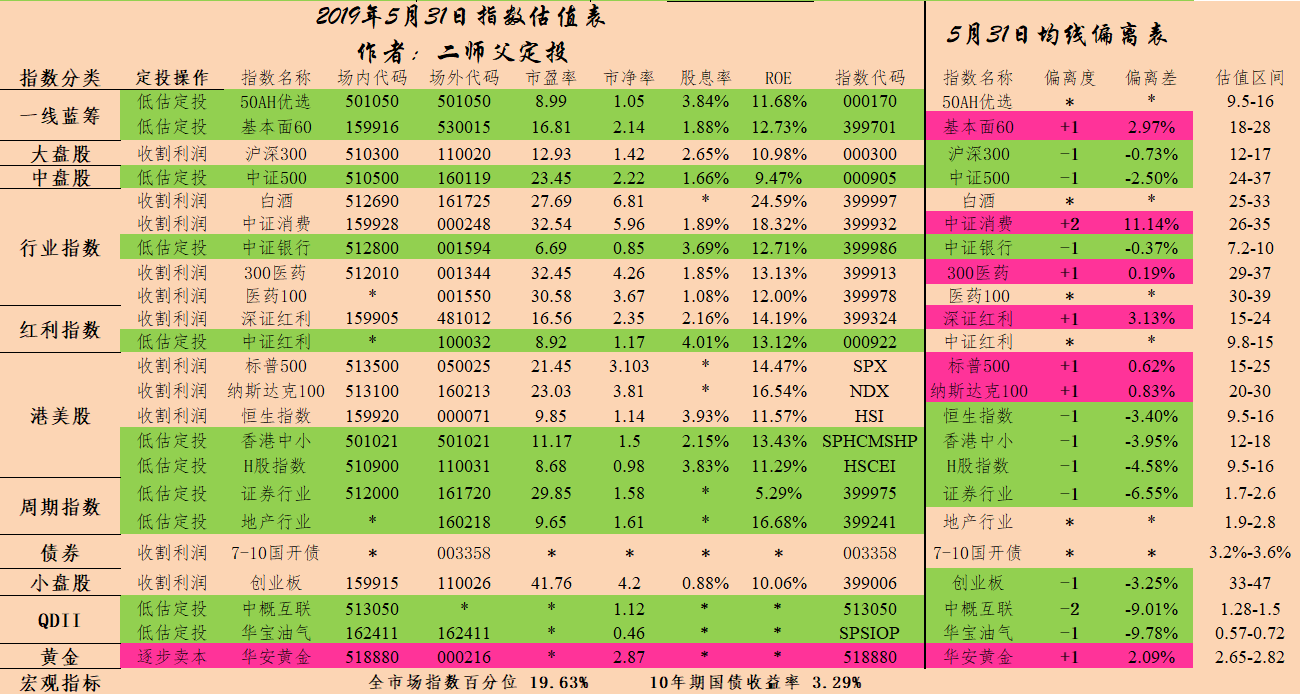 2019年5月31日指数估值表
作者：二师父定投
5月31日均线偏离表
指数分类 定投操作 指数名称 场内代码 场外代码 市盈率 市净率 股息率 ROE 指数代码 指数名称 偏离度 偏离差 估值区间
一线蓝筹 低估定投 50AH优选 501050 501050 8.99 1.05 3.84% 11.68% 000170 50AH优选 * * 9.5-16
低估定投 基本面60 159916 530015 16.81 2.14 1.88% 12.73% 399701 基本面60 +1 2.97% 18-28
大盘股 收割利润 沪深300 510300 110020 12.93 1.42 2.65% 10.98% 000300 沪深300 -1 -0.73% 12-17
中盘股 低估定投 中证500 510500 160119 23.45 2.22 1.66% 9.47% 000905 中证500 -1 -2.50% 24-37
行业指数 收割利润 白酒 512690 161725 27.69 6.81 * 24.59% 399997 白酒 * * 25-33
收割利润 中证消费 159928 000248 32.54 5.96 1.89% 18.32% 399932 中证消费 +2 11.14% 26-35
低估定投 中证银行 512800 001594 6.69 0.85 3.69% 12.71% 399986 中证银行 -1 -0.37% 7.2-10
收割利润 300医药 512010 001344 32.45 4.26 1.85% 13.13% 399913 300医药 +1 0.19% 29-37
收割利润 医药100 * 001550 30.58 3.67 1.08% 12.00% 399978 医药100 * * 30-39
红利指数 收割利润 深证红利 159905 481012 16.56 2.35 2.16% 14.19% 399324 深证红利 +1 3.13% 15-24
低估定投 中证红利 * 100032 8.92 1.17 4.01% 13.12% 000922 中证红利 * * 9.8-15
港美股 收割利润 标普500 513500 050025 21.45 3.103 * 14.47% SPX 标普500 +1 0.62% 15-25
收割利润 纳斯达克100 513100 160213 23.03 3.81 * 16.54% NDX 纳斯达克100 +1 0.83% 20-30
收割利润 恒生指数 159920 000071 9.85 1.14 3.93% 11.57% HSI 恒生指数 -1 -3.40% 9.5-16
低估定投 香港中小 501021 501021 11.17 1.5 2.15% 13.43% SPHCMSHP 香港中小 -1 -3.95% 12-18
低估定投 H股指数 510900 110031 8.68 0.98 3.83% 11.29% HSCEI H股指数 -1 -4.58% 9.5-16
周期指数 低估定投 证券行业 512000 161720 29.85 1.58 * 5.29% 399975 证券行业 -1 -6.55% 1.7-2.6
低估定投 地产行业 * 160218 9.65 1.61 * 16.68% 399241 地产行业 * * 1.9-2.8
债券 收割利润 7-10国开债 * 003358 * * * * 003358 7-10国开债 * * 3.2%-3.6%
小盘股 收割利润 创业板 159915 110026 41.76 4.2 0.88% 10.06% 399006 创业板 -1 -3.25% 33-47
QDII 低估定投 中概互联 513050 * * 1.12 * * 513050 中概互联 -2 -9.01% 1.28-1.5
低估定投 华宝油气 162411 162411 * 0.46 * * SPSIOP 华宝油气 -1 -9.78% 0.57-0.72
黄金 逐步卖本 华安黄金 518880 000216 * 2.87 * * 518880 华安黄金 +1 2.09% 2.65-2.82
宏观指标 全市场指数百分位 19.63% 10年期国债收益率 3.29%